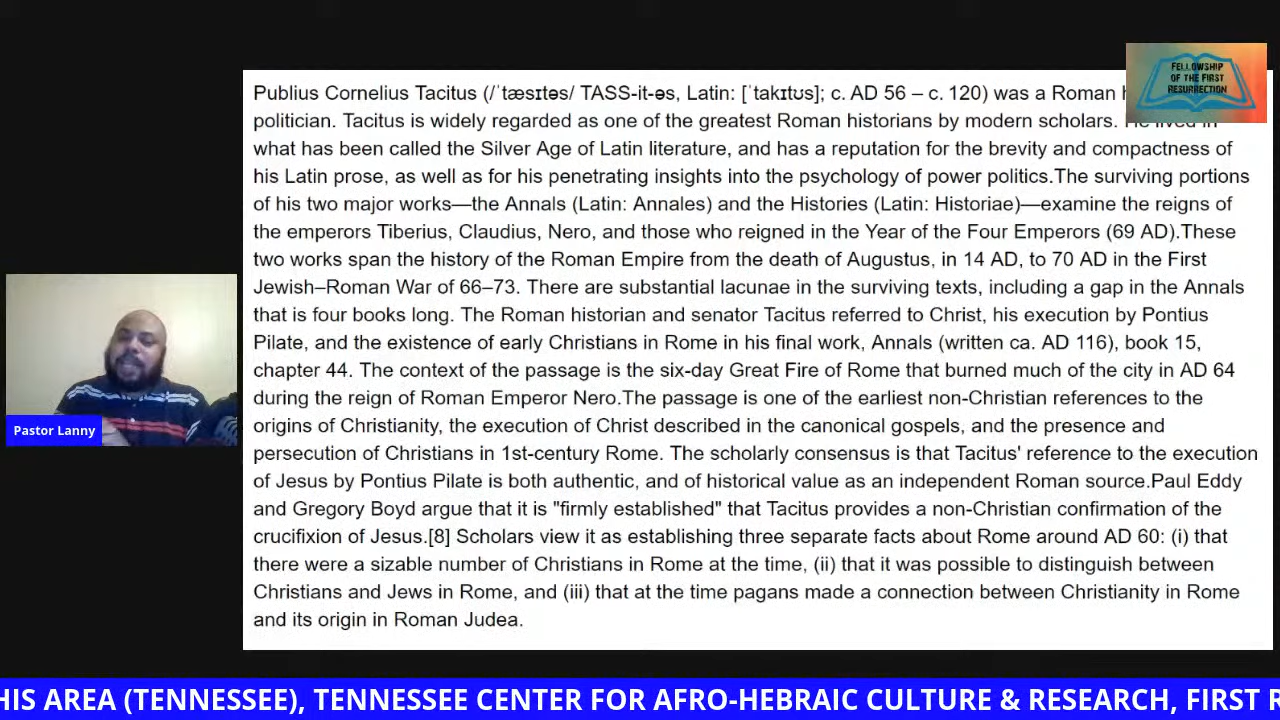 FELLOWSHIP
OF THE FIRST
RESURRECTION
Publius Cornelius Tacitus (/ˈtæsɪtəs/ TASS-it-əs, Latin: [ˈtakɪtʊs]; c. AD 56 – c. 120) was a Roman
politician. Tacitus is widely regarded as one of the greatest Roman historians by modern scholars. He lived in
what has been called the Silver Age of Latin literature, and has a reputation for the brevity and compactness of
his Latin prose, as well as for his penetrating insights into the psychology of power politics.The surviving portions
of his two major works—the Annals (Latin: Annales) and the Histories (Latin: Historiae)—examine the reigns of
the emperors Tiberius, Claudius, Nero, and those who reigned in the Year of the Four Emperors (69 AD).These
two works span the history of the Roman Empire from the death of Augustus, in 14 AD, to 70 AD in the First
Jewish–Roman War of 66–73. There are substantial lacunae in the surviving texts, including a gap in the Annals
that is four books long. The Roman historian and senator Tacitus referred to Christ, his execution by Pontius
Pilate, and the existence of early Christians in Rome in his final work, Annals (written ca. AD 116), book 15,
chapter 44. The context of the passage is the six-day Great Fire of Rome that burned much of the city in AD 64
during the reign of Roman Emperor Nero.The passage is one of the earliest non-Christian references to the
origins of Christianity, the execution of Christ described in the canonical gospels, and the presence and
persecution of Christians in 1st-century Rome. The scholarly consensus is that Tacitus' reference to the execution
of Jesus by Pontius Pilate is both authentic, and of historical value as an independent Roman source.Paul Eddy
and Gregory Boyd argue that it is "firmly established" that Tacitus provides a non-Christian confirmation of the
crucifixion of Jesus.[8] Scholars view it as establishing three separate facts about Rome around AD 60: (i) that
there were a sizable number of Christians in Rome at the time, (ii) that it was possible to distinguish between
Christians and Jews in Rome, and (iii) that at the time pagans made a connection between Christianity in Rome
and its origin in Roman Judea.
Pastor Lanny
HIS AREA (TENNESSEE), TENNESSEE CENTER FOR AFRO-HEBRAIC CULTURE & RESEARCH, FIRST R